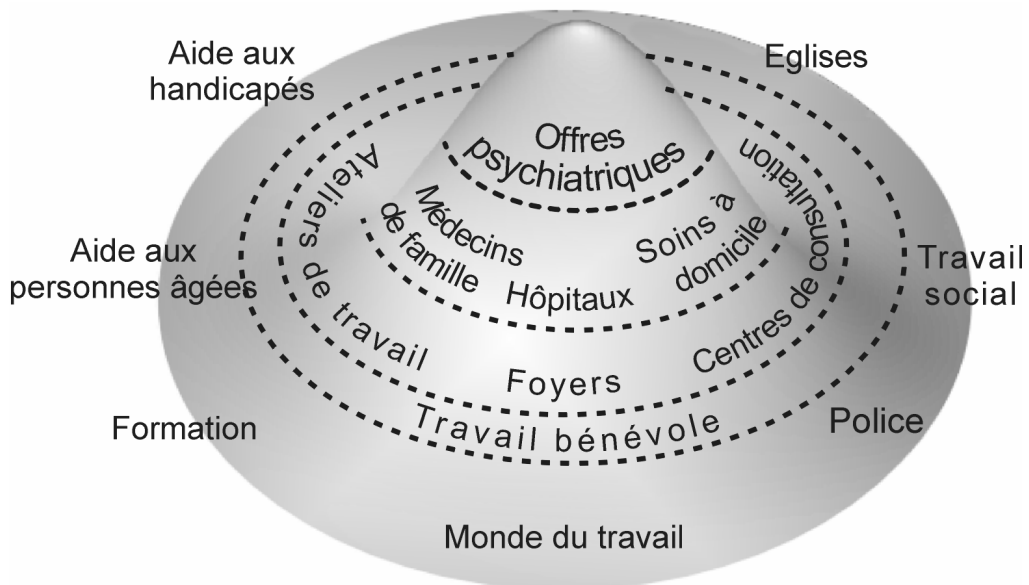 Aide aux
handicapés
Eglises
Offres
psychiatriques
Ateliers de travail
Médecins
de famille
Hôpitaux
Soins à
domicile
Centres de consultation
Aide aux
personnes âgées
Travail
social
Foyers
Travail bénévole
Formation
Police
Monde du travail